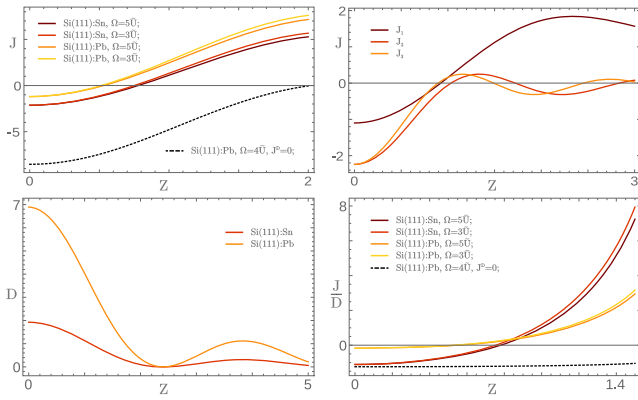 Si(111):Sn, Ω=5Ū;
Si(111):Sn, Ω=3Ū;
Si(111):Pb, Ω=5Ū;
Si(111):Pb, Ω=3Ū;
J
0
-5
Si(111):Pb, Ω=4Ū, Jᴰ=0;
0
Z
2
2
J
0
-2
J₁
J₂
J₃
0
Z
3
7
D
0
Si(111):Sn
Si(111):Pb
0
Z
5
8
4
J
D
0
Si(111):Sn, Ω=5Ū;
Si(111):Sn, Ω=3Ū;
Si(111):Pb, Ω=5Ū;
Si(111):Pb, Ω=3Ū;
Si(111):Pb, Ω=4Ū, Jᴰ=0;
0
Z
1.4